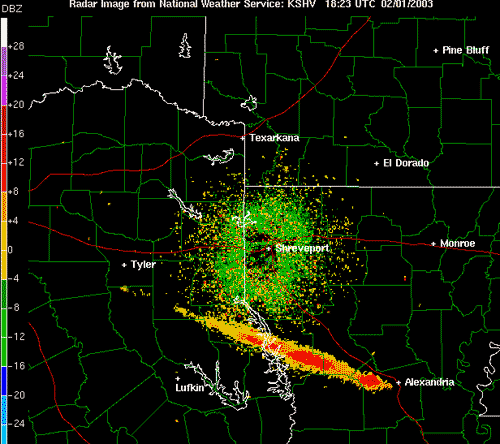 DBZ
Radar Image from National Weather Service: KSHV 18:23 UTC 02/01/2003
+28
+24
+20
+16
+12
+8
+4
0
-4
-8
-12
-16
-20
-24
Pine Bluff
Texarkana
El Dorado
Shreveport
Monroe
Tyler
Lufkin
Alexandria